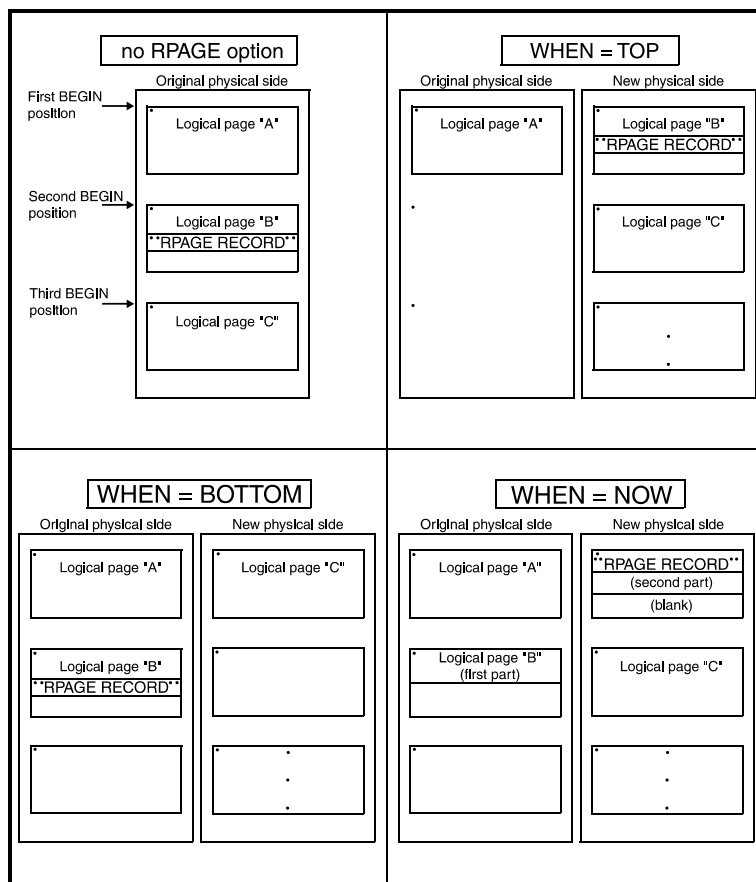 no RPAGE option
Original physical side
First BEGIN
position
Logical page "A"
Second BEGIN
position
Logical page "B"
**RPAGE RECORD**
Third BEGIN
position
Logical page "C"
WHEN = TOP
Original physical side
New physical side
Logical page "A"
Logical page "B"
**RPAGE RECORD**
Logical page "C"
WHEN = BOTTOM
Original physical side
New physical side
Logical page "A"
Logical page "C"
Logical page "B"
**RPAGE RECORD**
WHEN = NOW
Original physical side
New physical side
Logical page "A"
**RPAGE RECORD**
(second part)
(blank)
Logical page "B"
(first part)
Logical page "C"